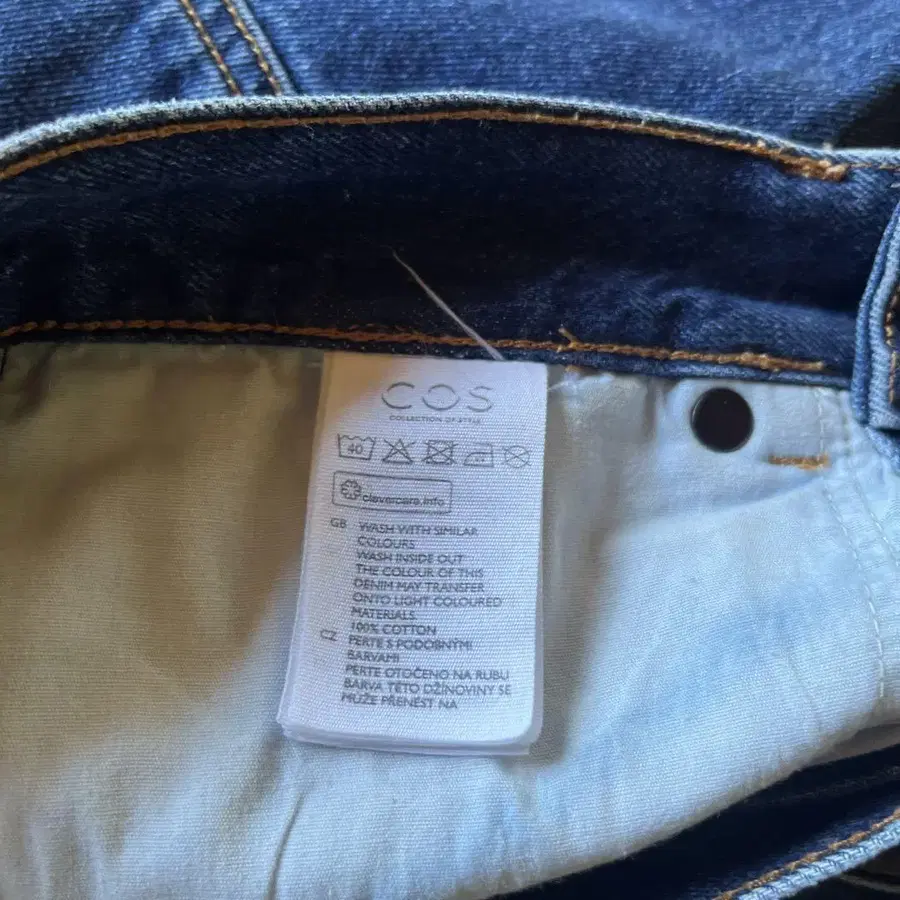 COS
COLLECTION OF STYLE
40
clevercare.info
GB WASH WITH SIMILAR
COLOURS
WASH INSIDE OUT
THE COLOUR OF THIS
DENIM MAY TRANSFER
ONTO LIGHT COLOURED
MATERIALS.
100% COTTON
CZ PERTE S PODOBNÝMI
BARVAMI
PERTE OTOČENO NA RUBU
BARVA TÉTO DŽÍNOVINY SE
MŮŽE PŘENÉST NA